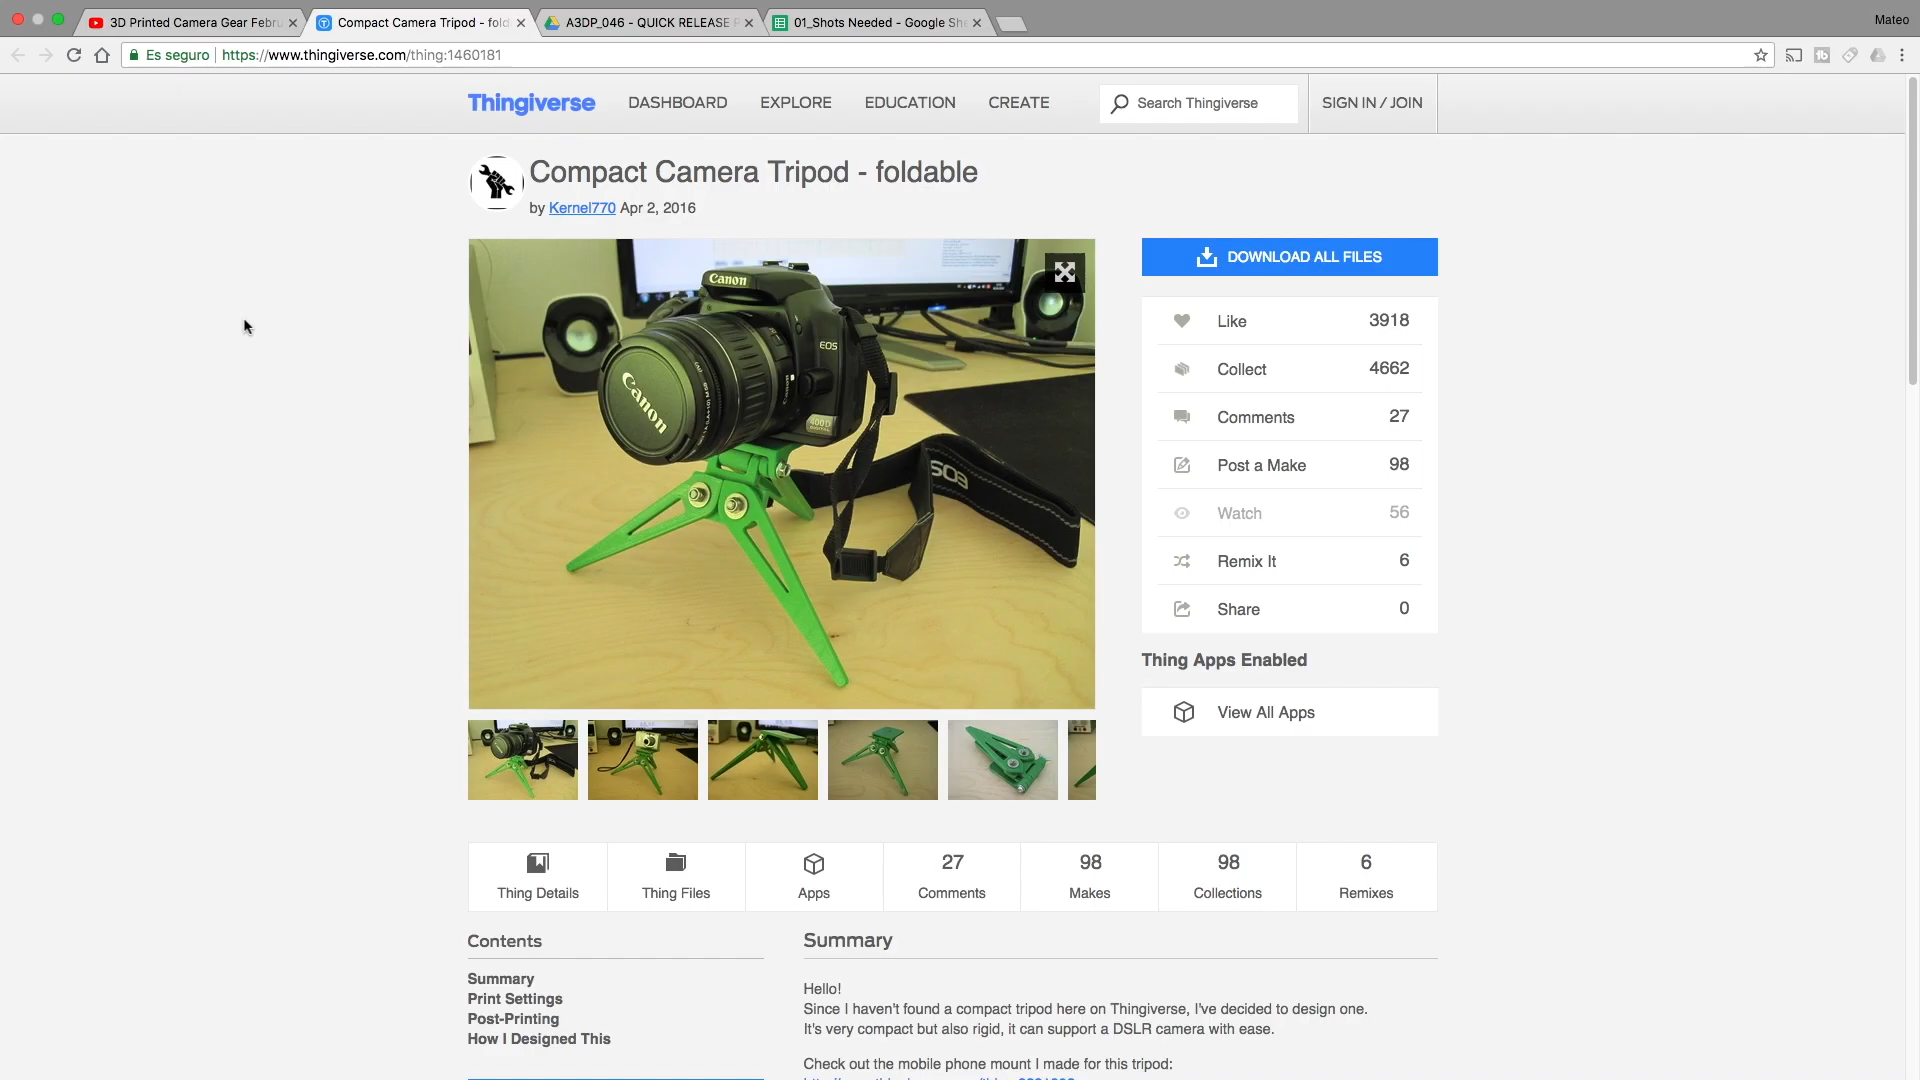 3D Printed Camera Gear Febru
Compact Camera Tripod - fold
A3DP_046 - QUICK RELEASE P
01_Shots Needed - Google She
Mateo
Es seguro
https://www.thingiverse.com/thing:1460181
Thingiverse
DASHBOARD
EXPLORE
EDUCATION
CREATE
Search Thingiverse
SIGN IN / JOIN
Compact Camera Tripod - foldable
by Kernel770 Apr 2, 2016
Canon
EOS
Canon
400D
DIGITAL
EOS
DOWNLOAD ALL FILES
Like 3918
Collect 4662
Comments 27
Post a Make 98
Watch 56
Remix It 6
Share 0
Thing Apps Enabled
View All Apps
Thing Details
Thing Files
Apps
27
Comments
98
Makes
98
Collections
6
Remixes
Contents
Summary
Print Settings
Post-Printing
How I Designed This
Summary
Hello!
Since I haven't found a compact tripod here on Thingiverse, I've decided to design one.
It's very compact but also rigid, it can support a DSLR camera with ease.
Check out the mobile phone mount I made for this tripod: